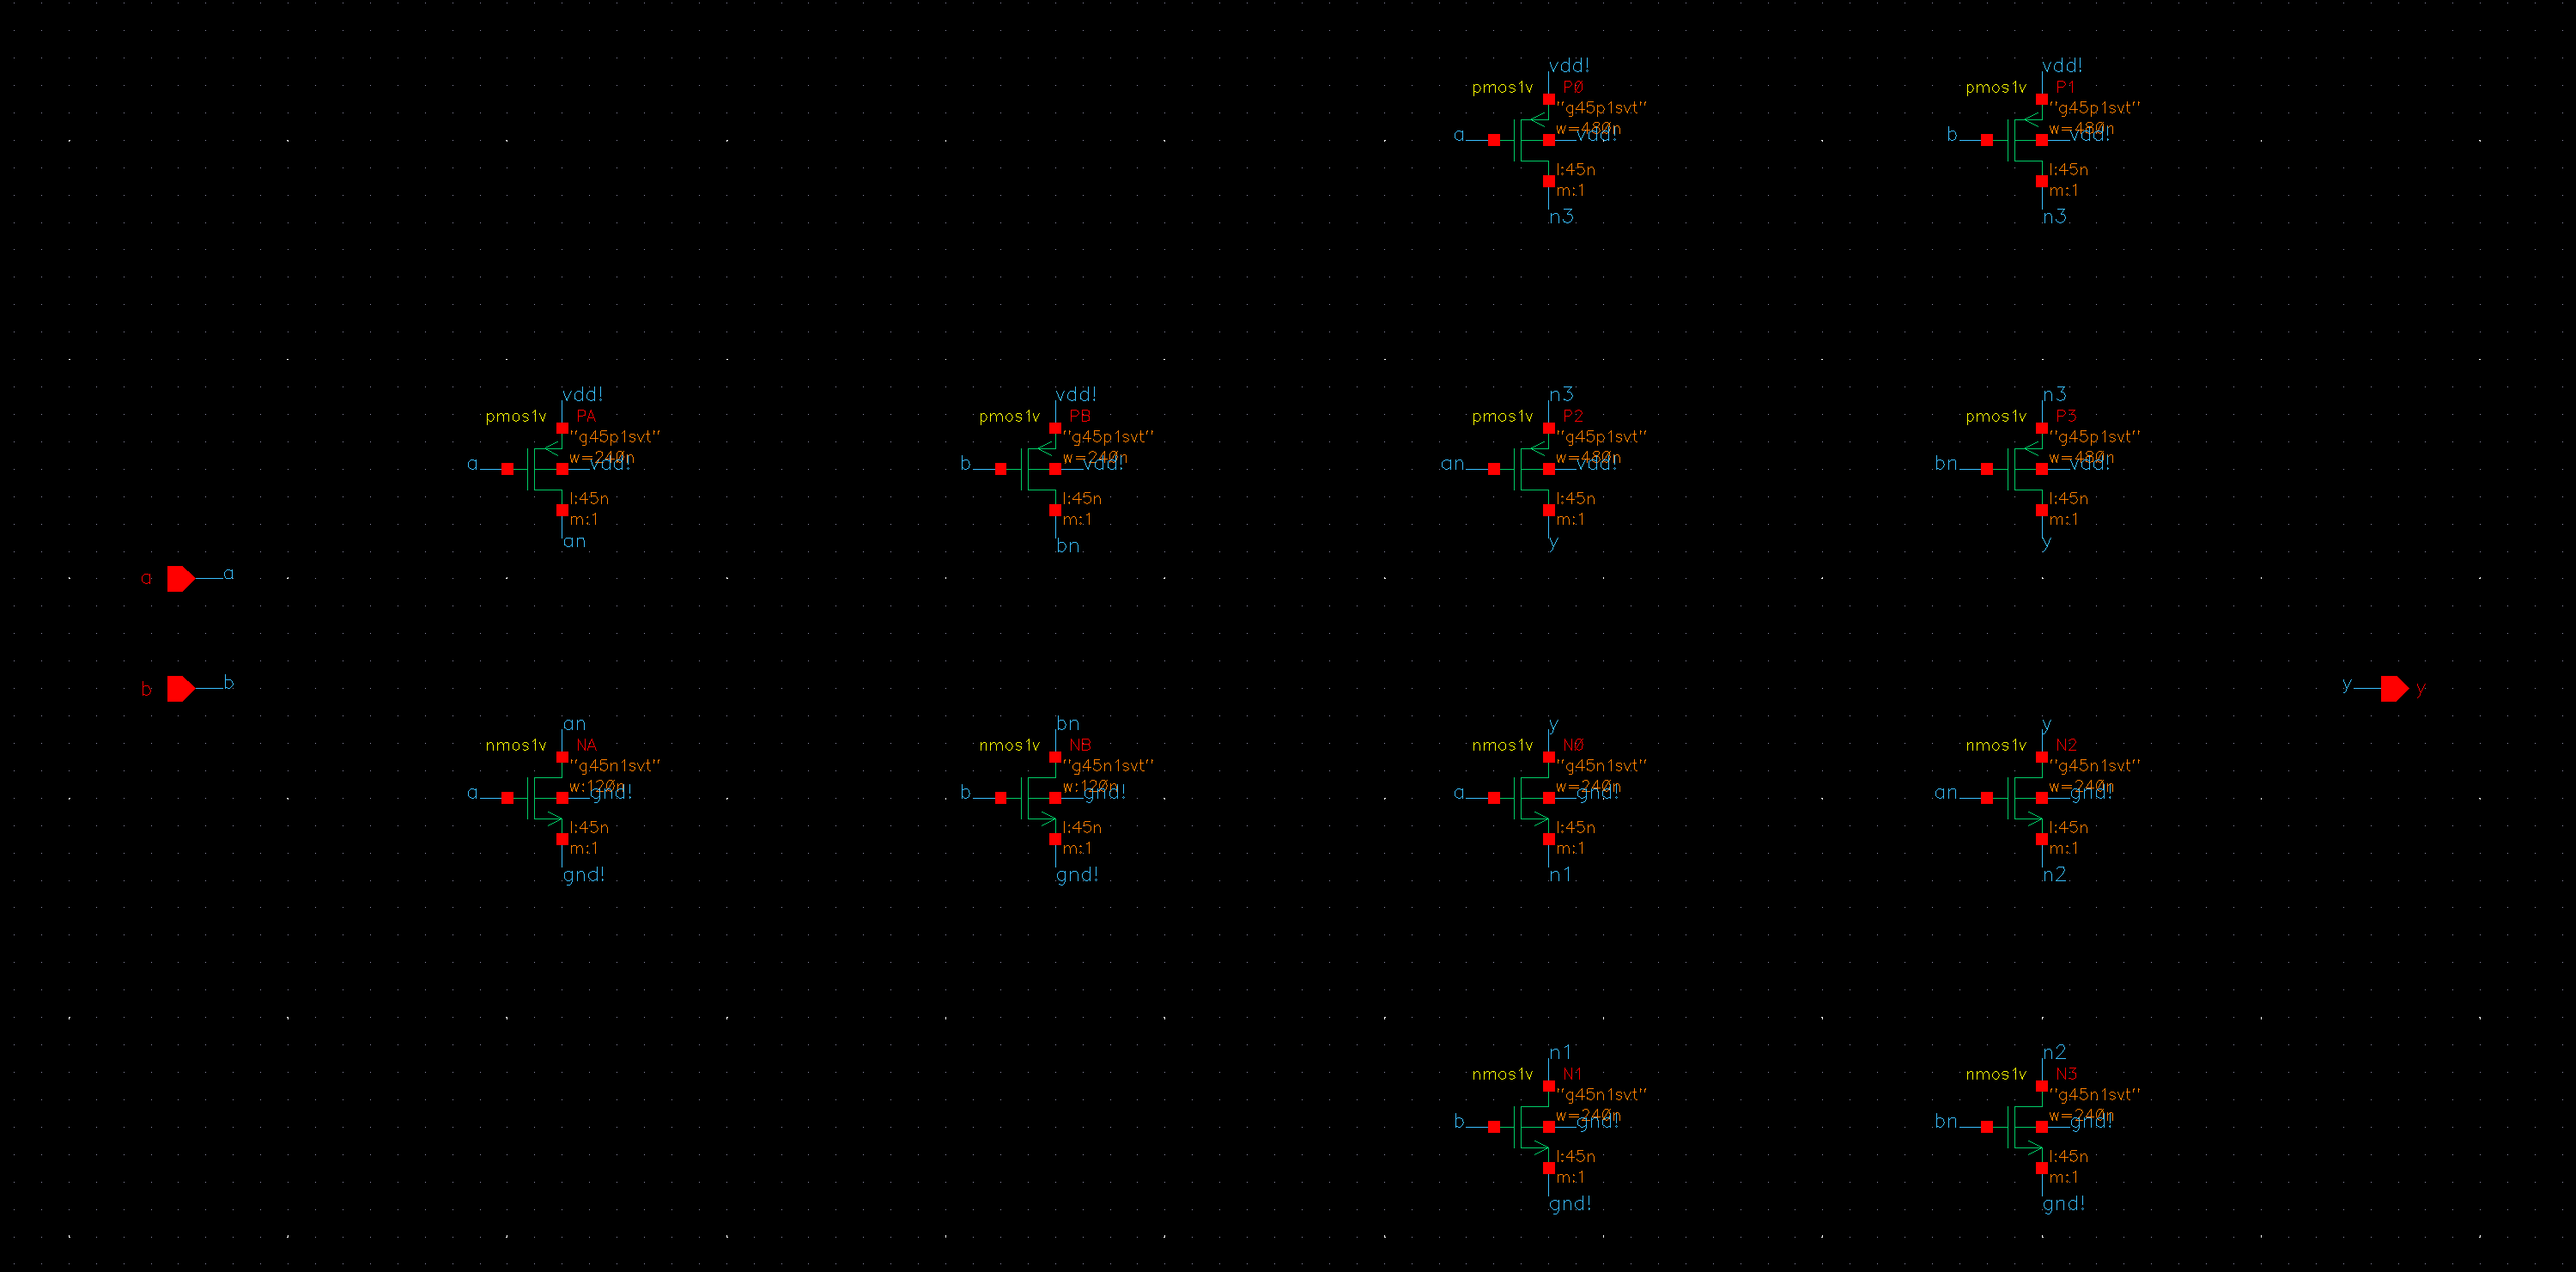 vdd!
pmos1v P0
"g45p1svt"
w=480n
a vdd!
l:45n
m:1
n3
vdd!
pmos1v P1
"g45p1svt"
w=480n
b vdd!
l:45n
m:1
n3
vdd!
pmos1v PA
"g45p1svt"
w=240n
a vdd!
l:45n
m:1
an
vdd!
pmos1v PB
"g45p1svt"
w=240n
b vdd!
l:45n
m:1
bn
n3
pmos1v P2
"g45p1svt"
w=480n
an vdd!
l:45n
m:1
y
n3
pmos1v P3
"g45p1svt"
w=480n
bn vdd!
l:45n
m:1
y
a a
b b
y y
an
nmos1v NA
"g45n1svt"
w:120n
a gnd!
l:45n
m:1
gnd!
bn
nmos1v NB
"g45n1svt"
w:120n
b gnd!
l:45n
m:1
gnd!
y
nmos1v N0
"g45n1svt"
w=240n
a gnd!
l:45n
m:1
n1
y
nmos1v N2
"g45n1svt"
w=240n
an gnd!
l:45n
m:1
n2
n1
nmos1v N1
"g45n1svt"
w=240n
b gnd!
l:45n
m:1
gnd!
n2
nmos1v N3
"g45n1svt"
w=240n
bn gnd!
l:45n
m:1
gnd!